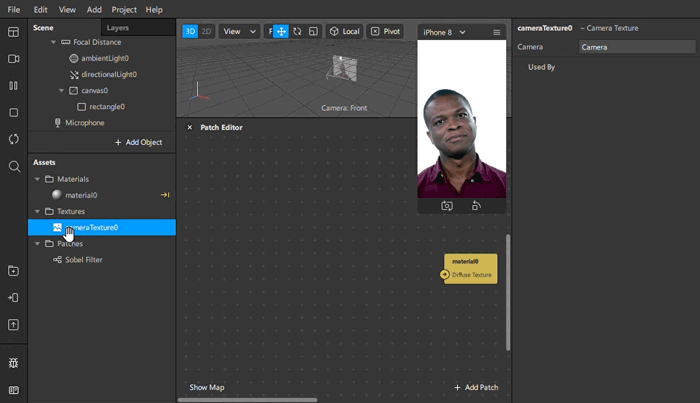 File Edit View Add Project Help
Scene Layers
Focal Distance
ambientLight0
directionalLight0
canvas0
rectangle0
Microphone
+ Add Object
Assets
Materials
material0
Textures
cameraTexture0
Patches
Sobel Filter
3D 2D View P Local Pivot
Camera: Front
Patch Editor
iPhone 8
material0
Diffuse Texture
Show Map
+ Add Patch
cameraTexture0 – Camera Texture
Camera Camera
Used By